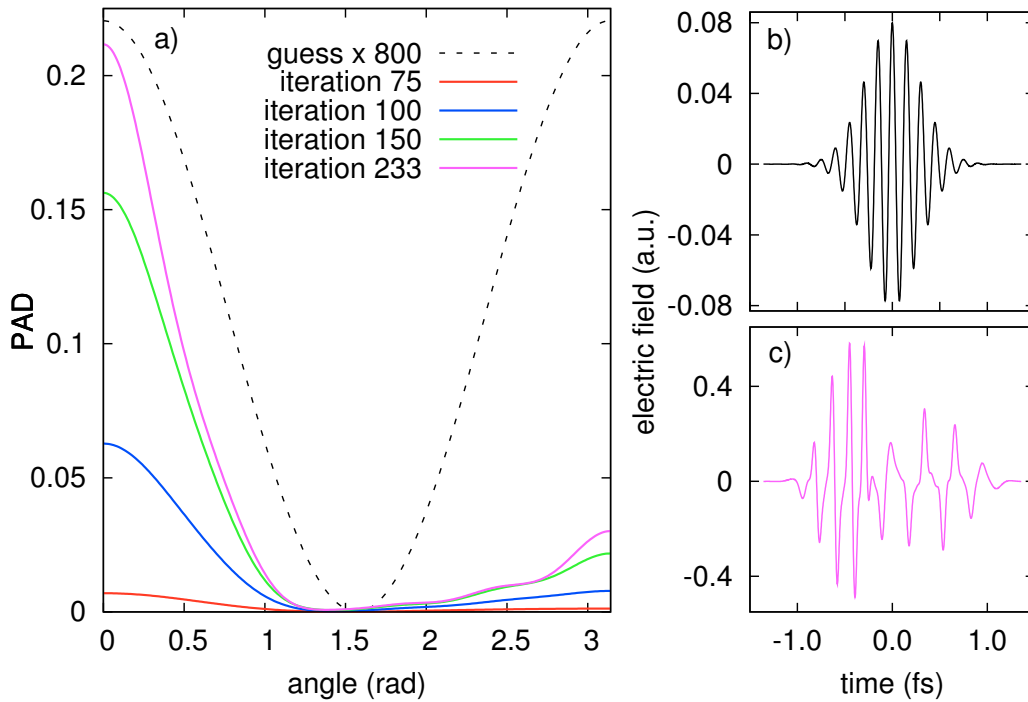 a)
guess x 800
iteration 75
iteration 100
iteration 150
iteration 233
PAD
0.2
0.15
0.1
0.05
0
0
0.5
1
1.5
2
2.5
3
angle (rad)
b)
0.08
0.04
0
-0.04
-0.08
electric field (a.u.)
c)
0.4
0
-0.4
-1.0
0.0
1.0
time (fs)